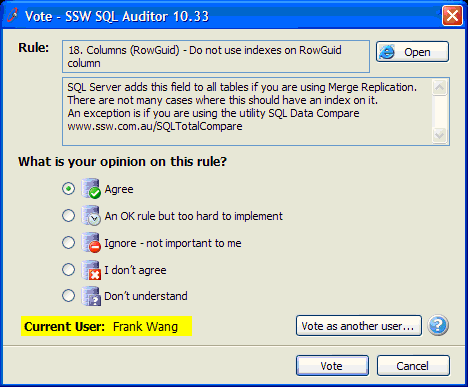 Vote - SSW SQL Auditor 10.33
Rule:
18. Columns (RowGuid) - Do not use indexes on RowGuid
column
Open
SQL Server adds this field to all tables if you are using Merge Replication.
There are not many cases where this should have an index on it.
An exception is if you are using the utility SQL Data Compare
www.ssw.com.au/SQLTotalCompare
What is your opinion on this rule?
Agree
An OK rule but too hard to implement
Ignore - not important to me
I don't agree
Don't understand
Current User: Frank Wang
Vote as another user...
Vote
Cancel